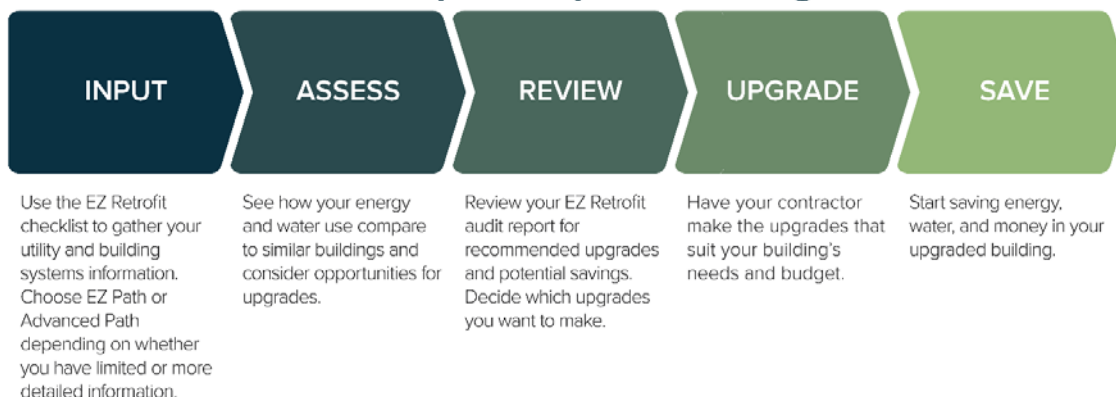 INPUT
ASSESS
REVIEW
UPGRADE
SAVE
Use the EZ Retrofit
checklist to gather your
utility and building
systems information.
Choose EZ Path or
Advanced Path
depending on whether
you have limited or more
detailed information.
See how your energy
and water use compare
to similar buildings and
consider opportunities for
upgrades.
Review your EZ Retrofit
audit report for
recommended upgrades
and potential savings.
Decide which upgrades
you want to make.
Have your contractor
make the upgrades that
suit your building's
needs and budget.
Start saving energy,
water, and money in your
upgraded building.